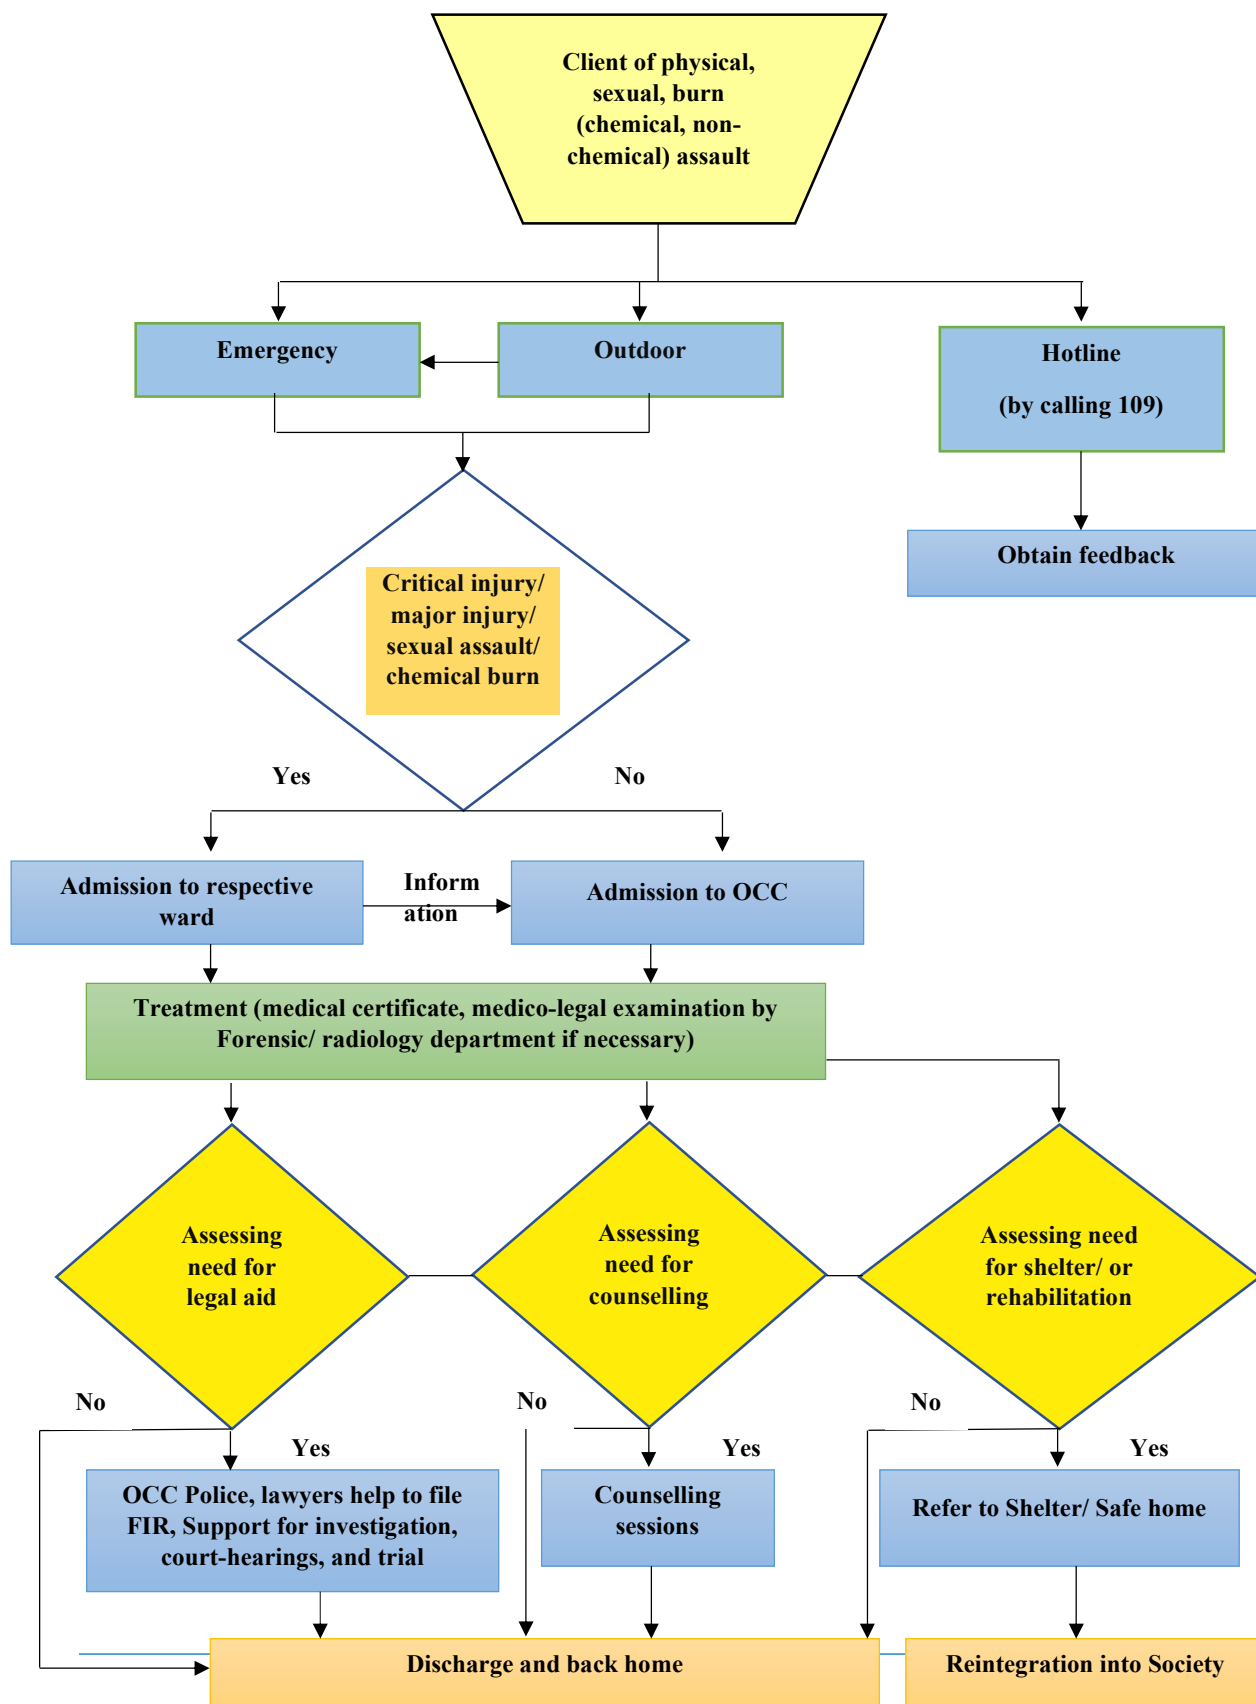 Client of physical,
sexual, burn
(chemical, non-
chemical) assault
Emergency
Outdoor
Hotline
(by calling 109)
Obtain feedback
Critical injury/
major injury/
sexual assault/
chemical burn
Yes
No
Admission to respective
ward
Inform
ation
Admission to OCC
Treatment (medical certificate, medico-legal examination by
Forensic/ radiology department if necessary)
Assessing
need for
legal aid
Assessing
need for
counselling
Assessing need
for shelter/ or
rehabilitation
No
Yes
No
Yes
No
Yes
OCC Police, lawyers help to file
FIR, Support for investigation,
court-hearings, and trial
Counselling
sessions
Refer to Shelter/ Safe home
Discharge and back home
Reintegration into Society